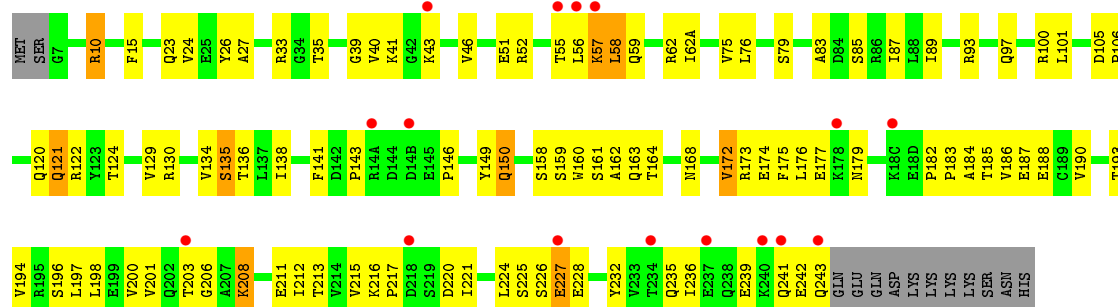 MET SER G7 R10 F15 Q23 V24 E25 Y26 A27 R33 G34 T35 G39 V40 K41 G42 K43 V46 E51 R52 T55 L56 K57 L58 Q59 R62 I62A V75 L76 S79 A83 D84 S85 R86 I87 L88 I89 R93 Q97 R100 L101 D105 P106
Q120 Q121 R122 Y123 T124 V129 R130 V134 S135 T136 L137 I138 F141 D142 P143 D144 R14A D14B E145 P146 Y149 Q150 S158 S159 W160 S161 A162 Q163 T164 N168 V172 R173 E174 F175 L176 E177 K178 N179 K18C E18D P182 P183 A184 T185 V186 E187 E188 C189 V190 T193
V194 R195 S196 L197 L198 E199 V200 V201 Q202 T203 G206 A207 K208 E211 I212 T213 V214 V215 K216 P217 D218 S219 D220 I221 L224 S225 S226 E227 E228 Y232 V233 T234 Q235 I236 E237 Q238 E239 K240 Q241 E242 Q243 GLN GLU GLN ASP LYS LYS LYS LYS SER ASN HIS